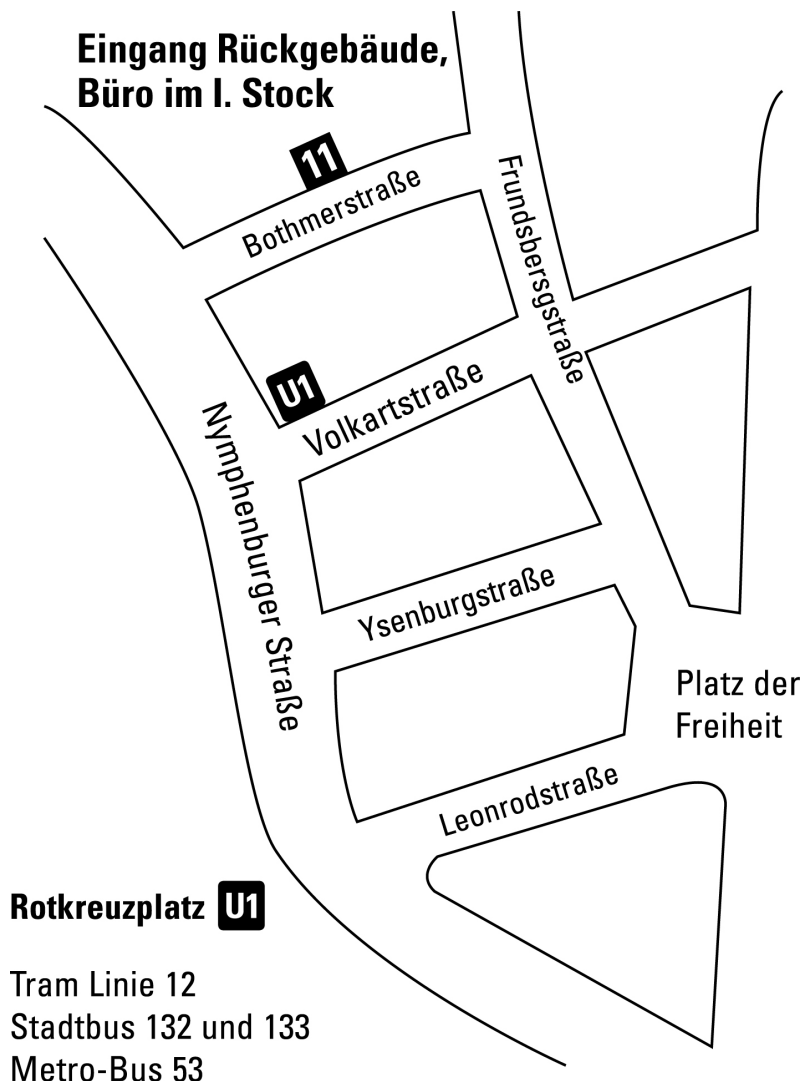 Eingang Rückgebäude,
Büro im I. Stock
11
Bothmerstraße
Frundsbersgstraße
U1
Volkartstraße
Nymphenburger Straße
Ysenburgstraße
Platz der
Freiheit
Leonrodstraße
Rotkreuzplatz U1
Tram Linie 12
Stadtbus 132 und 133
Metro-Bus 53